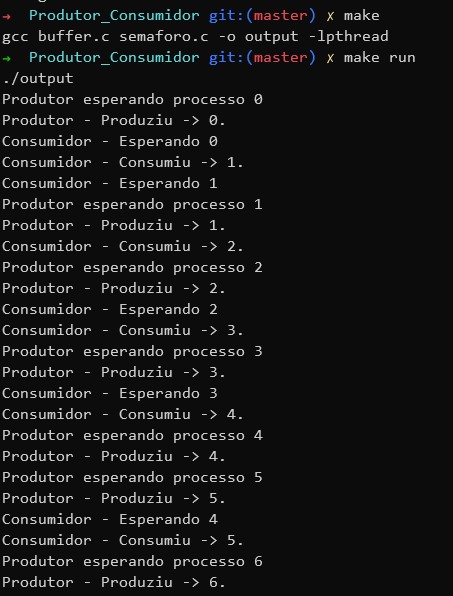 → Produtor_Consumidor git:(master) ✗ make
gcc buffer.c semaforo.c -o output -lpthread
→ Produtor_Consumidor git:(master) ✗ make run
./output
Produtor esperando processo 0
Produtor - Produziu -> 0.
Consumidor - Esperando 0
Consumidor - Consumiu -> 1.
Consumidor - Esperando 1
Produtor esperando processo 1
Produtor - Produziu -> 1.
Consumidor - Consumiu -> 2.
Produtor esperando processo 2
Produtor - Produziu -> 2.
Consumidor - Esperando 2
Consumidor - Consumiu -> 3.
Produtor esperando processo 3
Produtor - Produziu -> 3.
Consumidor - Esperando 3
Consumidor - Consumiu -> 4.
Produtor esperando processo 4
Produtor - Produziu -> 4.
Produtor esperando processo 5
Produtor - Produziu -> 5.
Consumidor - Esperando 4
Consumidor - Consumiu -> 5.
Produtor esperando processo 6
Produtor - Produziu -> 6.